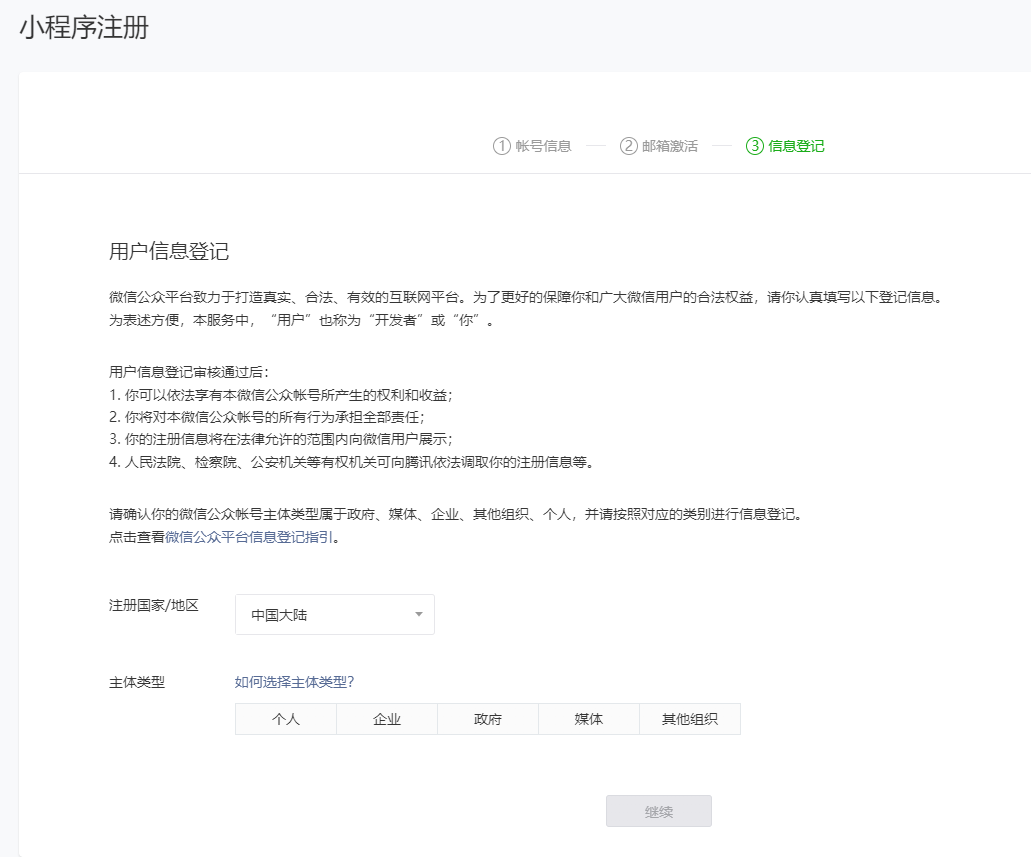 小程序注册
① 帐号信息 — ② 邮箱激活 — ③ 信息登记
用户信息登记
微信公众平台致力于打造真实、合法、有效的互联网平台。为了更好的保障你和广大微信用户的合法权益，请你认真填写以下登记信息。
为表述方便，本服务中，“用户”也称为“开发者”或“你”。
用户信息登记审核通过后：
1. 你可以依法享有本微信公众帐号所产生的权利和收益；
2. 你将对本微信公众帐号的所有行为承担全部责任；
3. 你的注册信息将在法律允许的范围内向微信用户展示；
4. 人民法院、检察院、公安机关等有权机关可向腾讯依法调取你的注册信息等。
请确认你的微信公众帐号主体类型属于政府、媒体、企业、其他组织、个人，并请按照对应的类别进行信息登记。
点击查看微信公众平台信息登记指引。
注册国家/地区 中国大陆
主体类型 如何选择主体类型？
个人 企业 政府 媒体 其他组织
继续